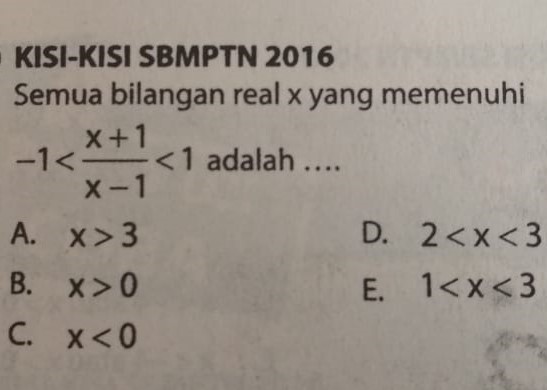 KISI-KISI SBMPTN 2016
Semua bilangan real x yang memenuhi
−1 < (x + 1)/(x − 1) < 1 adalah ....
A. x > 3 D. 2 < x < 3
B. x > 0 E. 1 < x < 3
C. x < 0